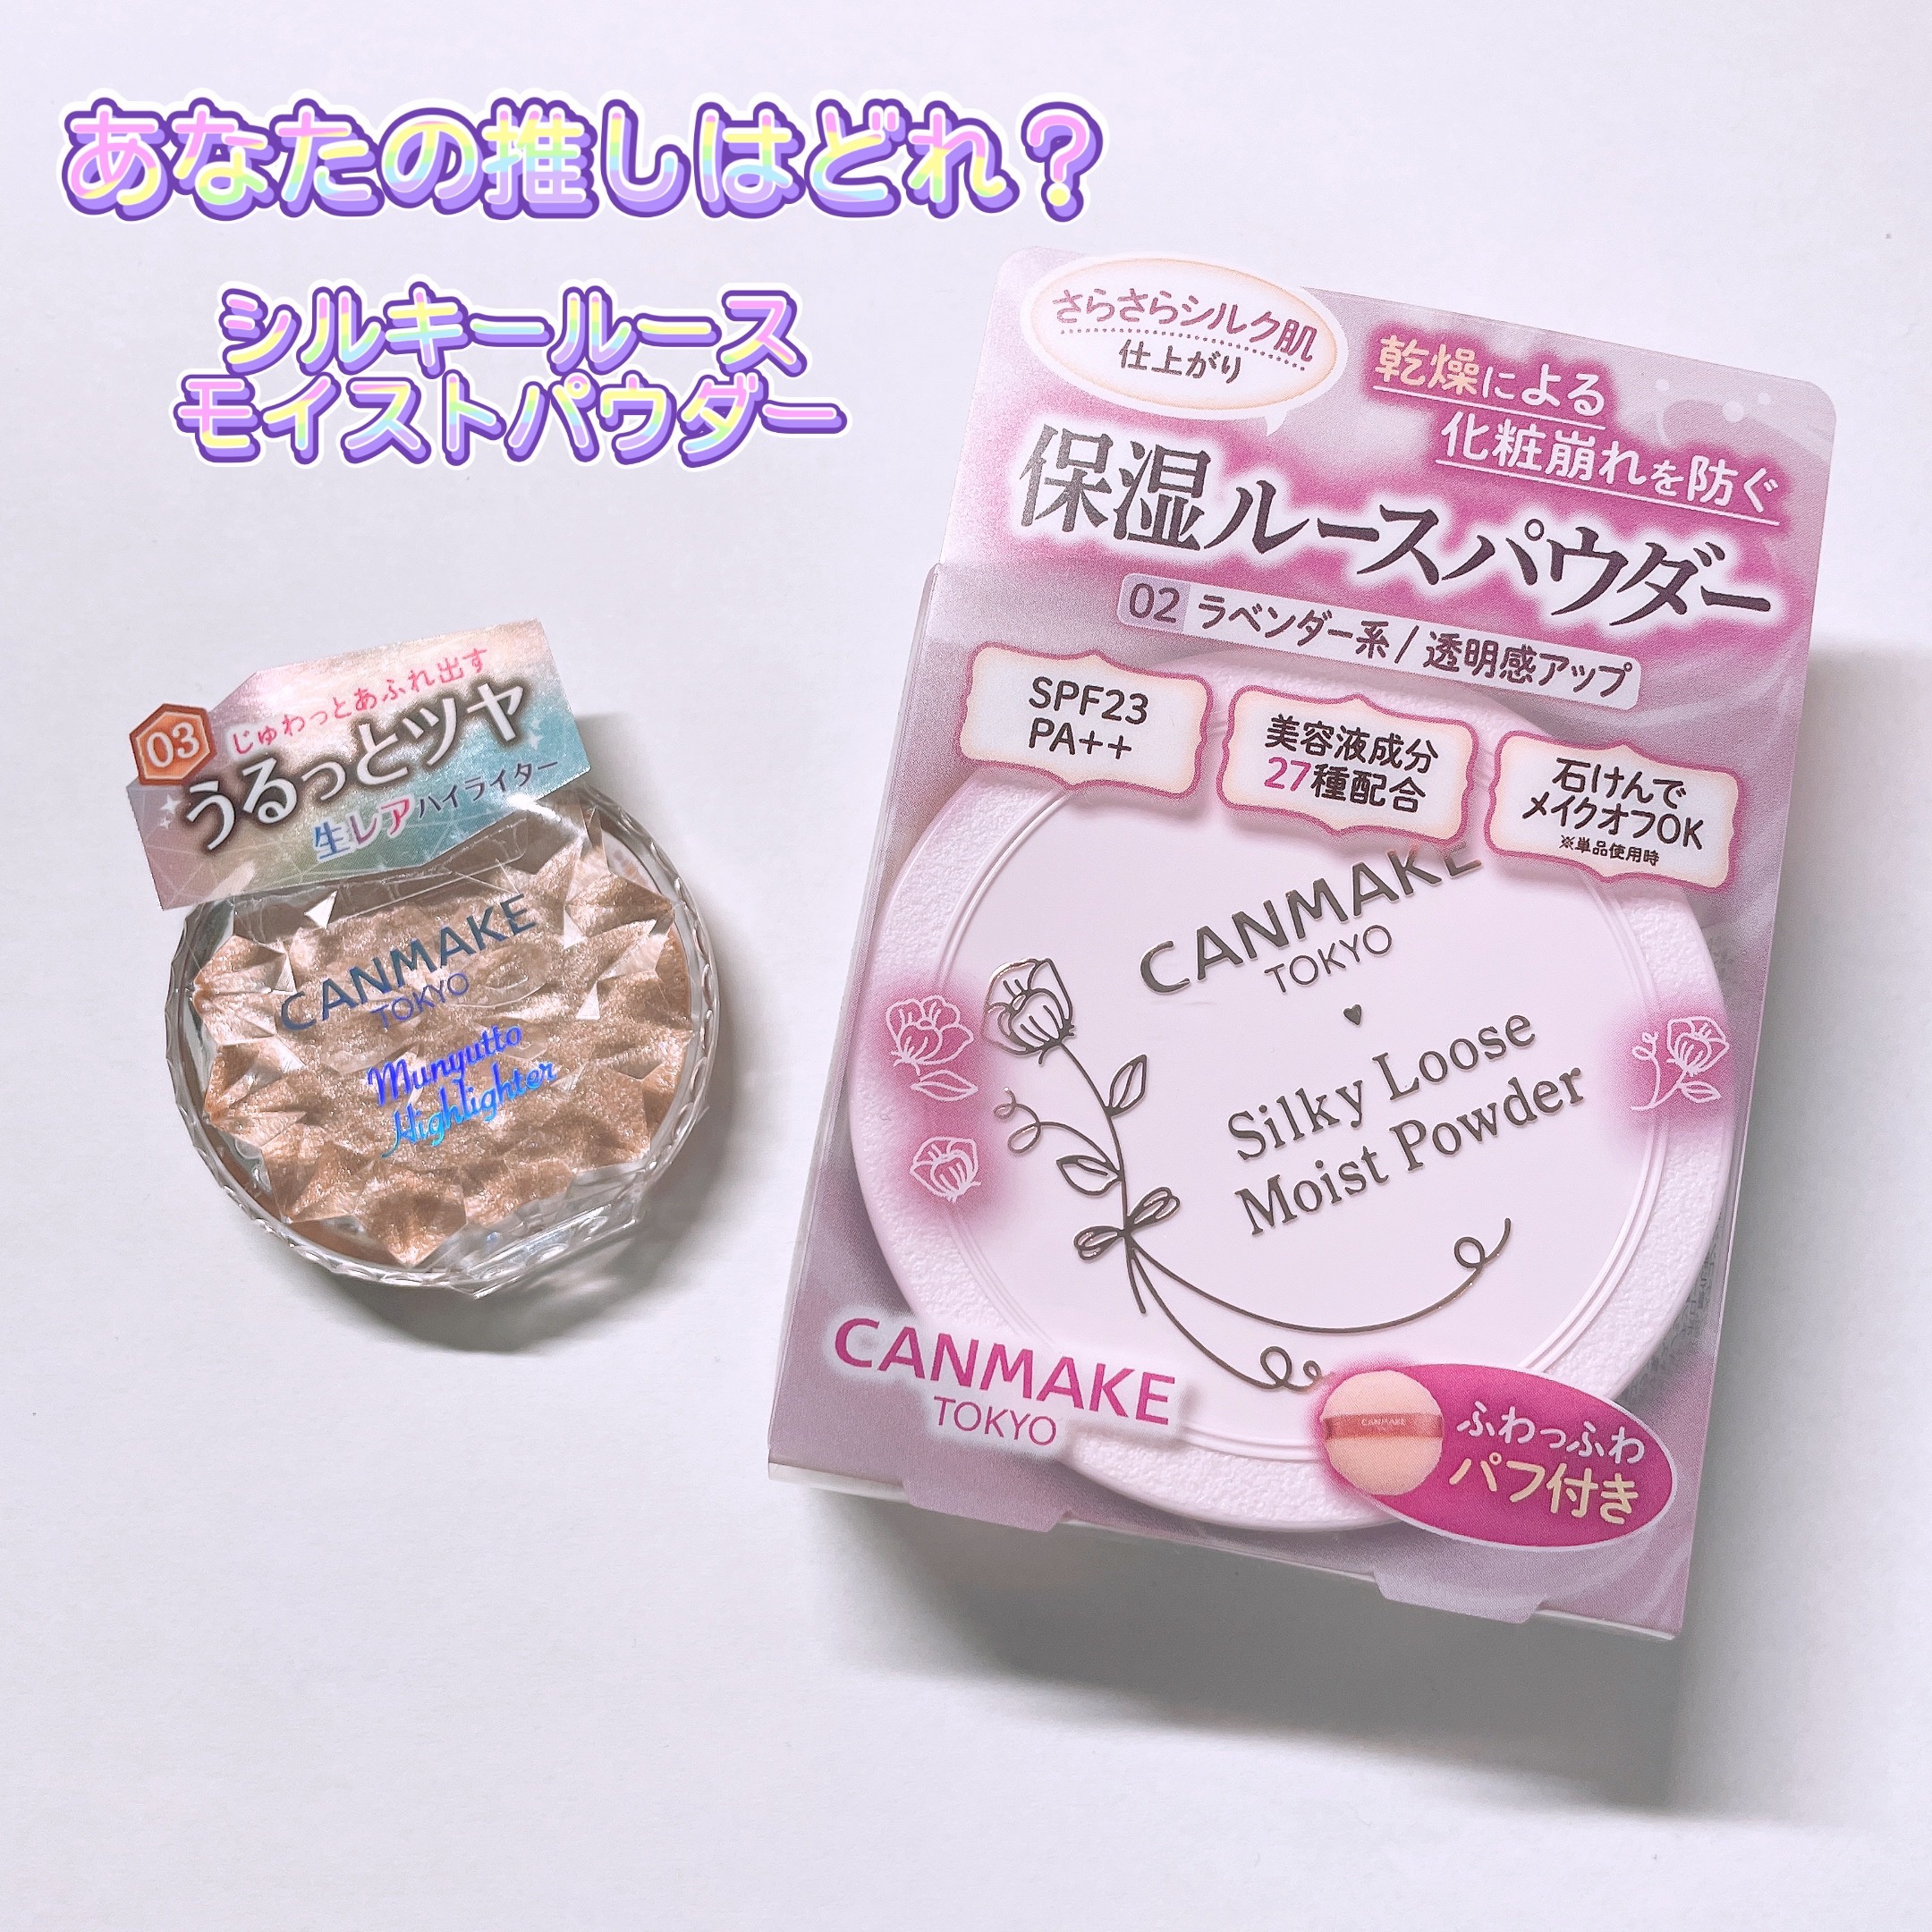 あなたの推しはどれ？
シルキールース
モイストパウダー
03
じゅわっとあふれ出す
うるっとツヤ
生レアハイライター
CANMAKE
TOKYO
Munyutto
Highlighter
さらさらシルク肌
仕上がり
乾燥による
化粧崩れを防ぐ
保湿ルースパウダー
02 ラベンダー系/透明感アップ
SPF23
PA++
美容液成分
27種配合
石けんで
メイクオフOK
※単品使用時
CANMAKE
TOKYO
Silky Loose
Moist Powder
CANMAKE
TOKYO
CANMAKE
ふわっふわ
パフ付き